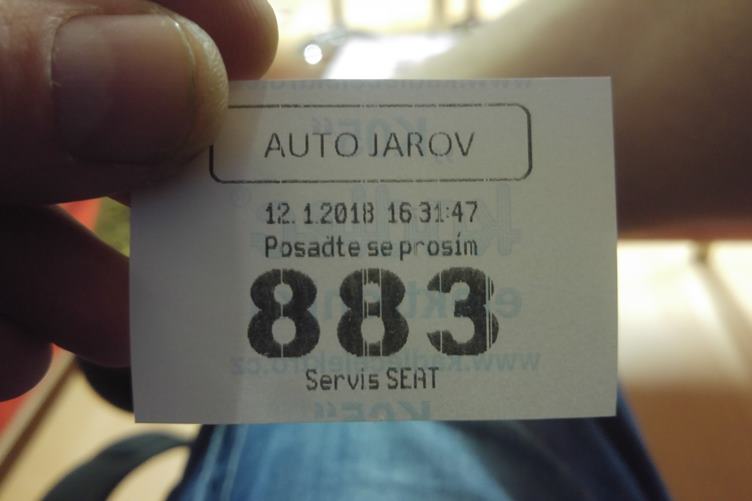 AUTO JAROV
12.1.2018 16:31:47
Posaďte se prosím
883
Servis SEAT